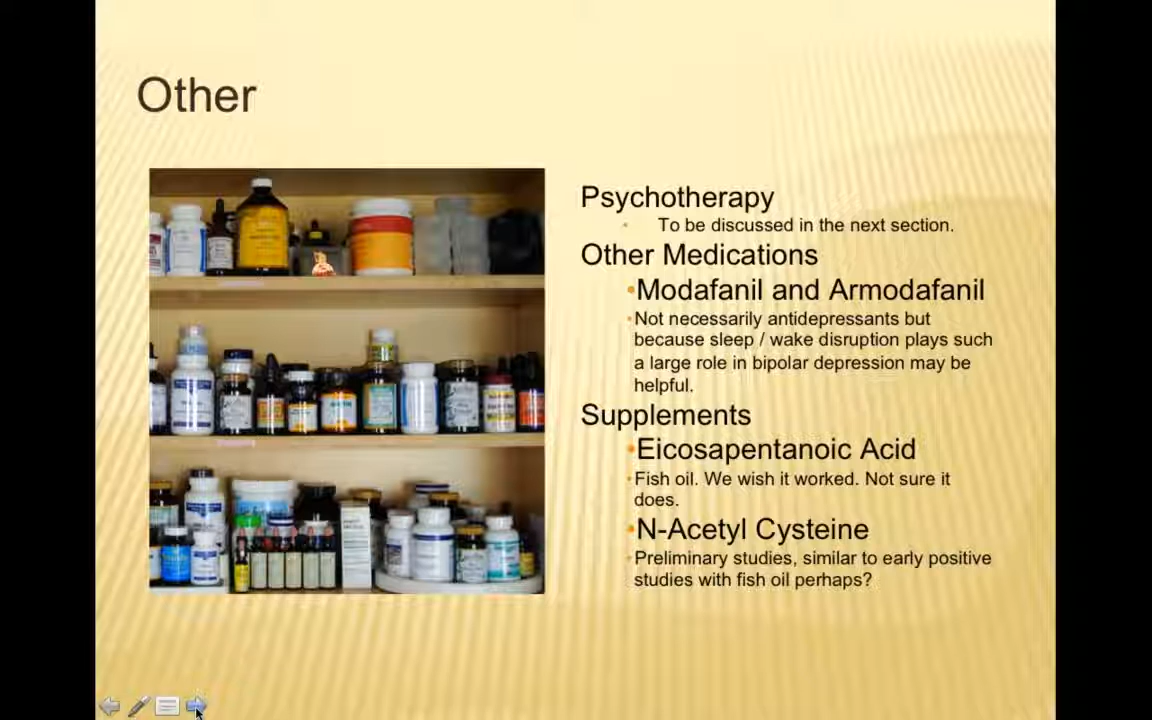 Other
Psychotherapy
• To be discussed in the next section.
Other Medications
•Modafanil and Armodafanil
•Not necessarily antidepressants but
because sleep / wake disruption plays such
a large role in bipolar depression may be
helpful.
Supplements
•Eicosapentanoic Acid
•Fish oil. We wish it worked. Not sure it
does.
•N-Acetyl Cysteine
•Preliminary studies, similar to early positive
studies with fish oil perhaps?